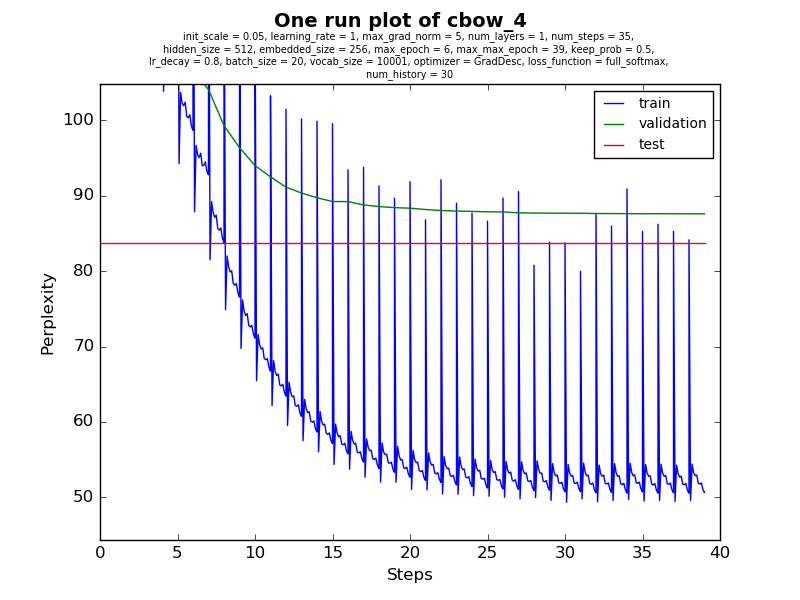 One run plot of cbow_4
init_scale = 0.05, learning_rate = 1, max_grad_norm = 5, num_layers = 1, num_steps = 35,
hidden_size = 512, embedded_size = 256, max_epoch = 6, max_max_epoch = 39, keep_prob = 0.5,
lr_decay = 0.8, batch_size = 20, vocab_size = 10001, optimizer = GradDesc, loss_function = full_softmax,
num_history = 30
train
validation
test
100
90
80
70
60
50
Perplexity
0 5 10 15 20 25 30 35 40
Steps